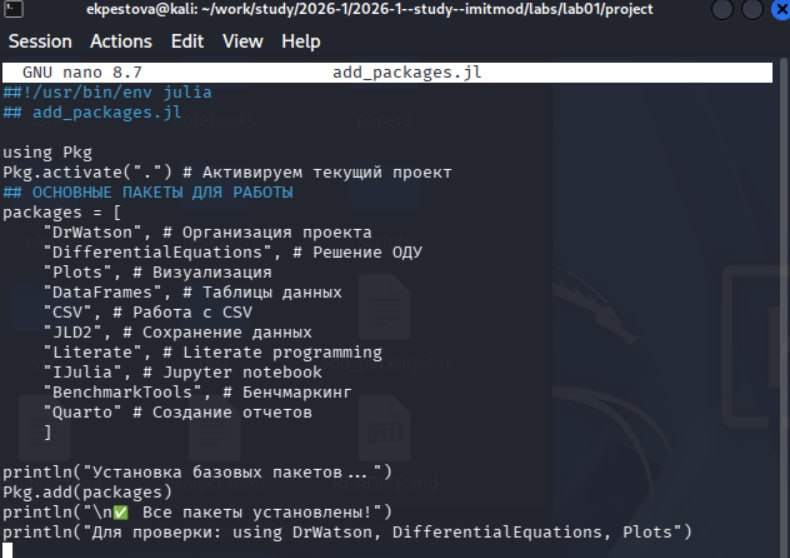 ekpestova@kali: ~/work/study/2026-1/2026-1--study--imitmod/labs/lab01/project
Session Actions Edit View Help
GNU nano 8.7 add_packages.jl
##!/usr/bin/env julia
## add_packages.jl
using Pkg
Pkg.activate(".") # Активируем текущий проект
## ОСНОВНЫЕ ПАКЕТЫ ДЛЯ РАБОТЫ
packages = [
"DrWatson", # Организация проекта
"DifferentialEquations", # Решение ОДУ
"Plots", # Визуализация
"DataFrames", # Таблицы данных
"CSV", # Работа с CSV
"JLD2", # Сохранение данных
"Literate", # Literate programming
"IJulia", # Jupyter notebook
"BenchmarkTools", # Бенчмаркинг
"Quarto" # Создание отчетов
]
println("Установка базовых пакетов...")
Pkg.add(packages)
println("\n✅ Все пакеты установлены!")
println("Для проверки: using DrWatson, DifferentialEquations, Plots")